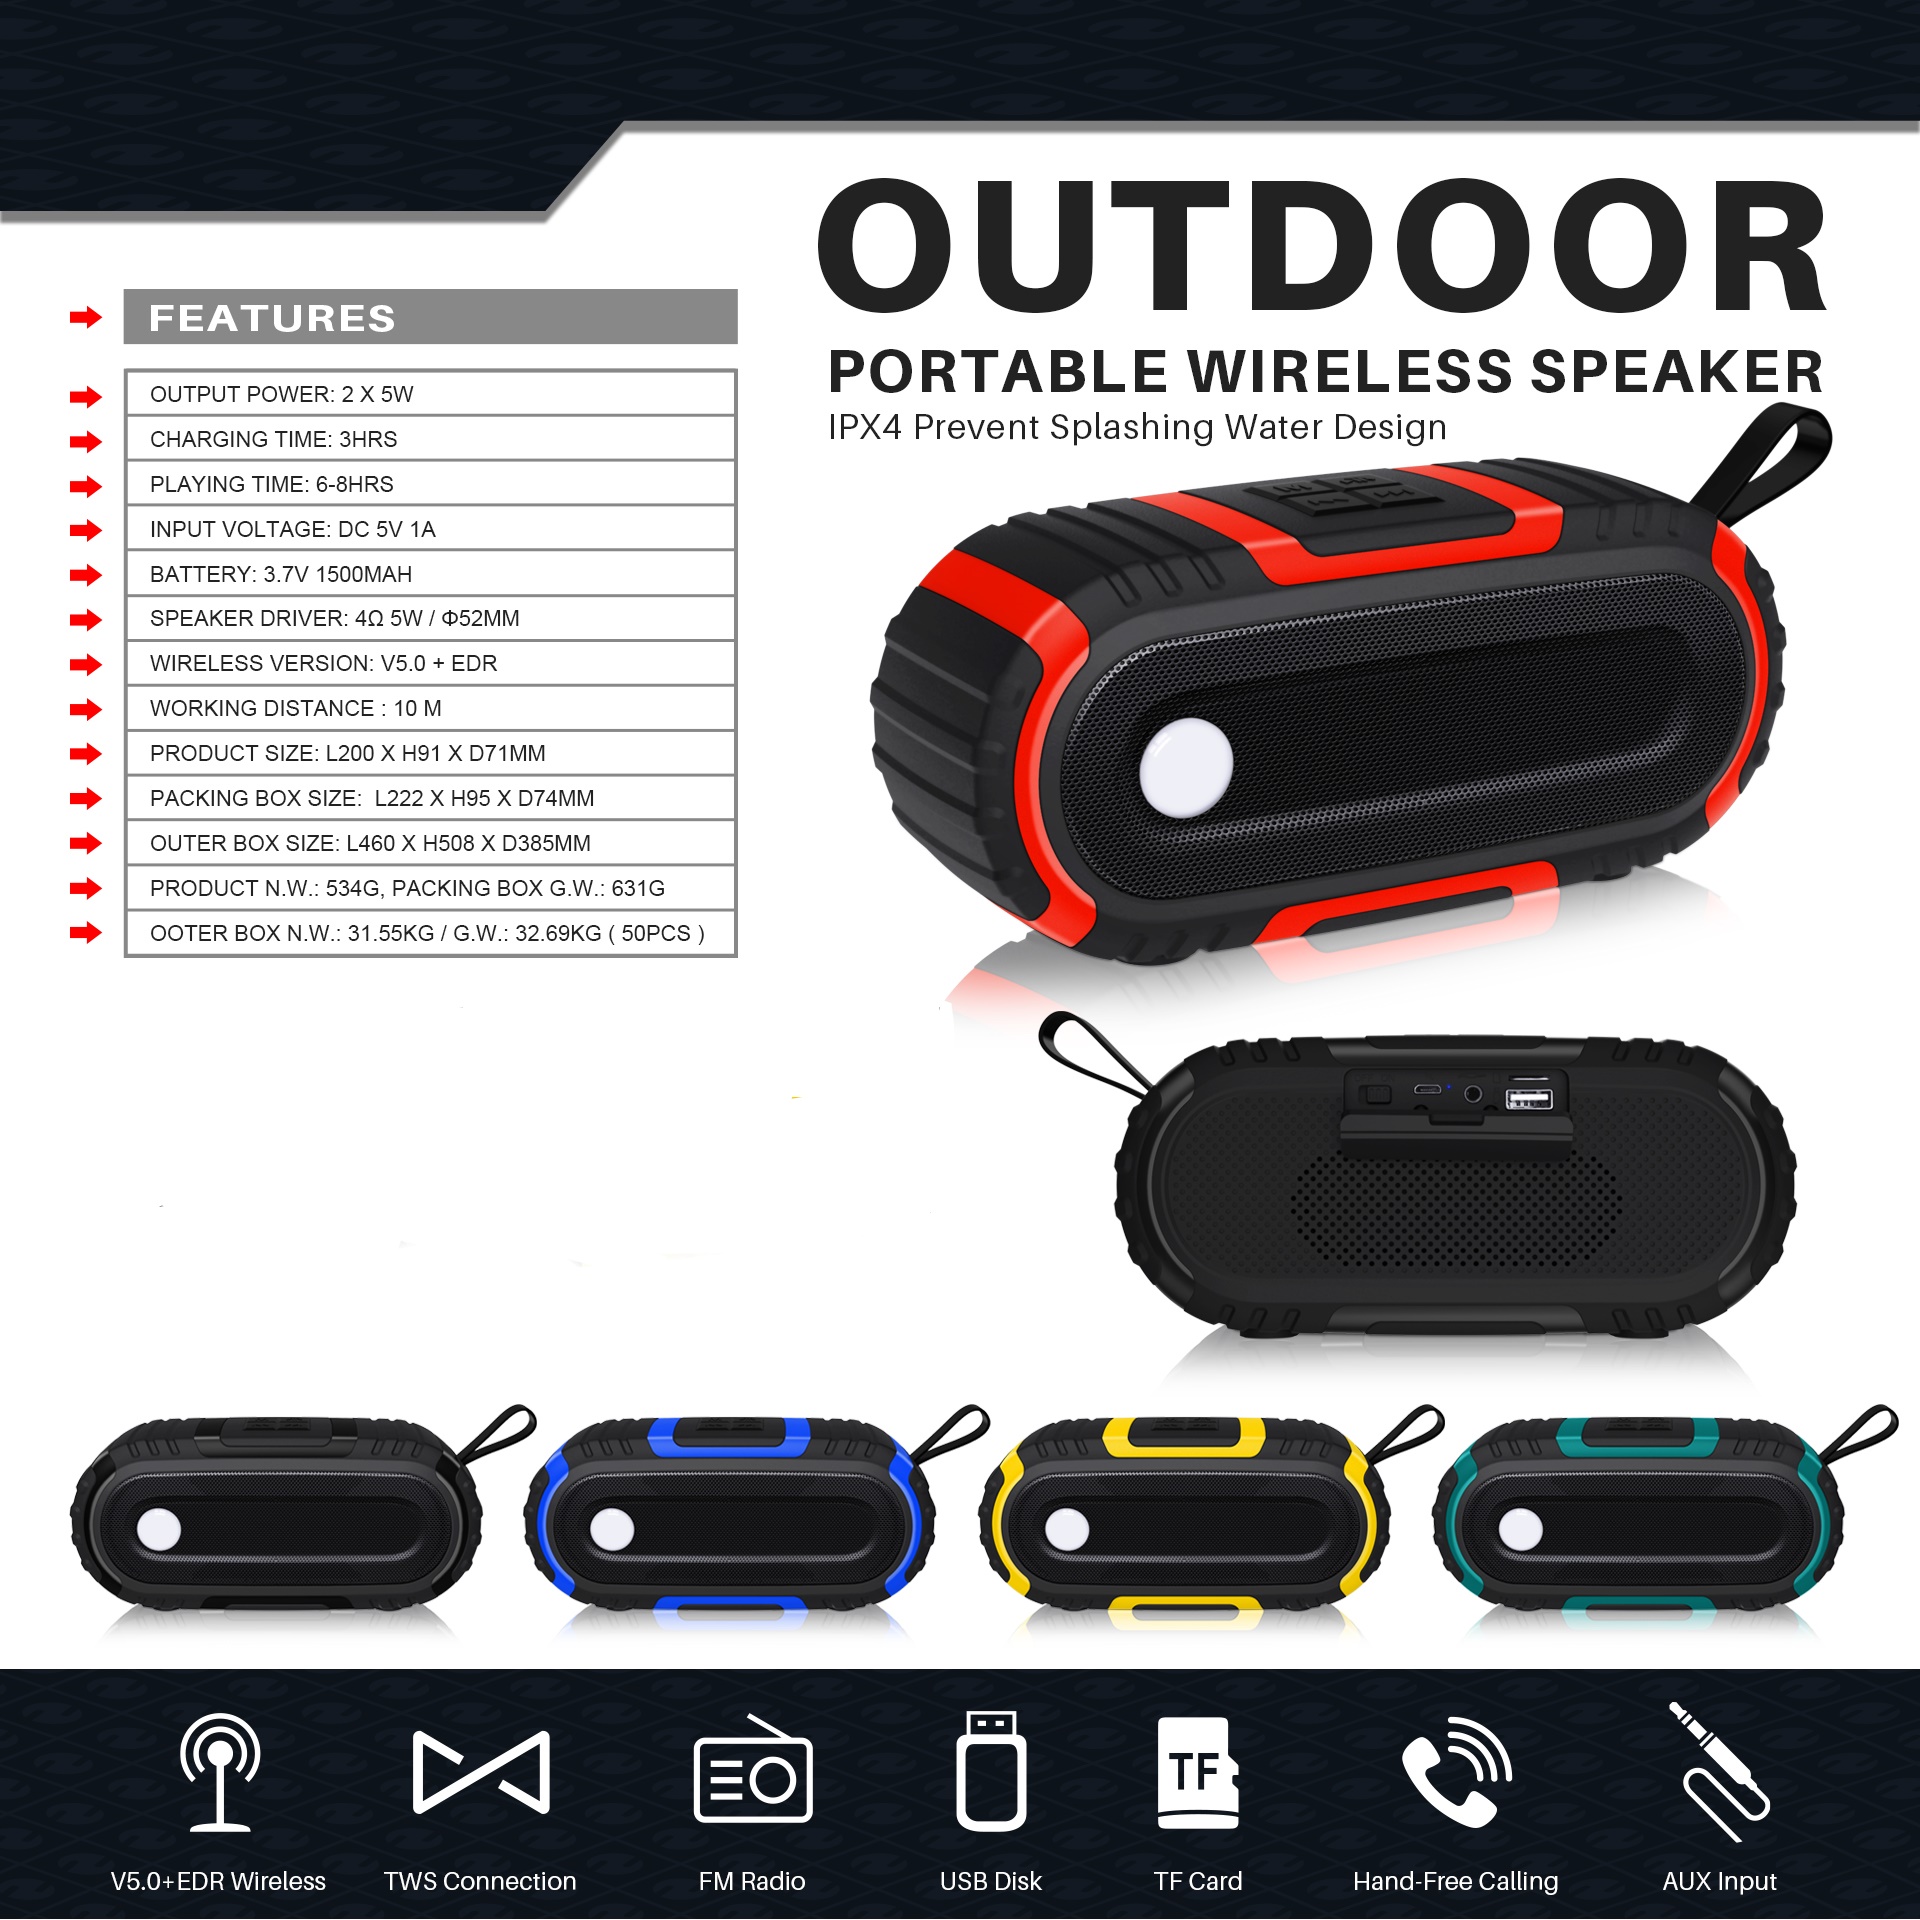 OUTDOOR
PORTABLE WIRELESS SPEAKER
IPX4 Prevent Splashing Water Design
FEATURES
OUTPUT POWER: 2 X 5W
CHARGING TIME: 3HRS
PLAYING TIME: 6-8HRS
INPUT VOLTAGE: DC 5V 1A
BATTERY: 3.7V 1500MAH
SPEAKER DRIVER: 4Ω 5W / Φ52MM
WIRELESS VERSION: V5.0 + EDR
WORKING DISTANCE : 10 M
PRODUCT SIZE: L200 X H91 X D71MM
PACKING BOX SIZE:  L222 X H95 X D74MM
OUTER BOX SIZE: L460 X H508 X D385MM
PRODUCT N.W.: 534G, PACKING BOX G.W.: 631G
OOTER BOX N.W.: 31.55KG / G.W.: 32.69KG ( 50PCS )
TF
V5.0+EDR Wireless
TWS Connection
FM Radio
USB Disk
TF Card
Hand-Free Calling
AUX Input